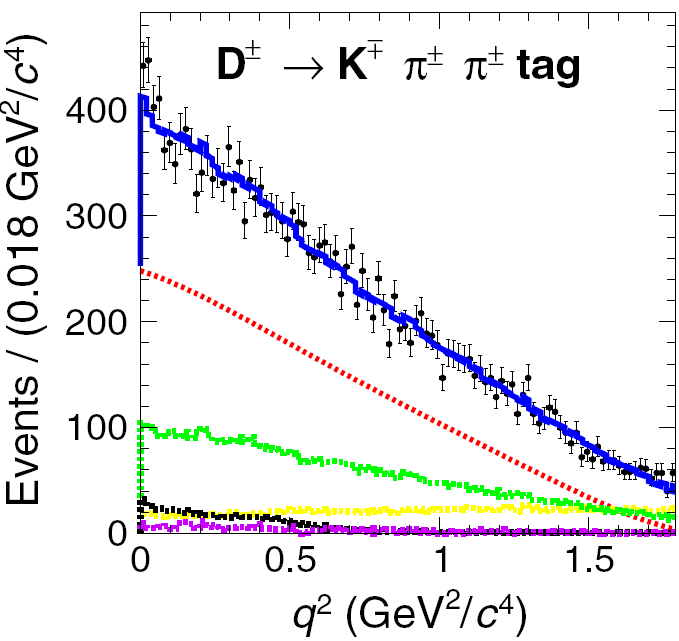 D± → K∓ π± π± tag
Events / (0.018 GeV²/c⁴)
400
300
200
100
0
0 0.5 1 1.5
q² (GeV²/c⁴)